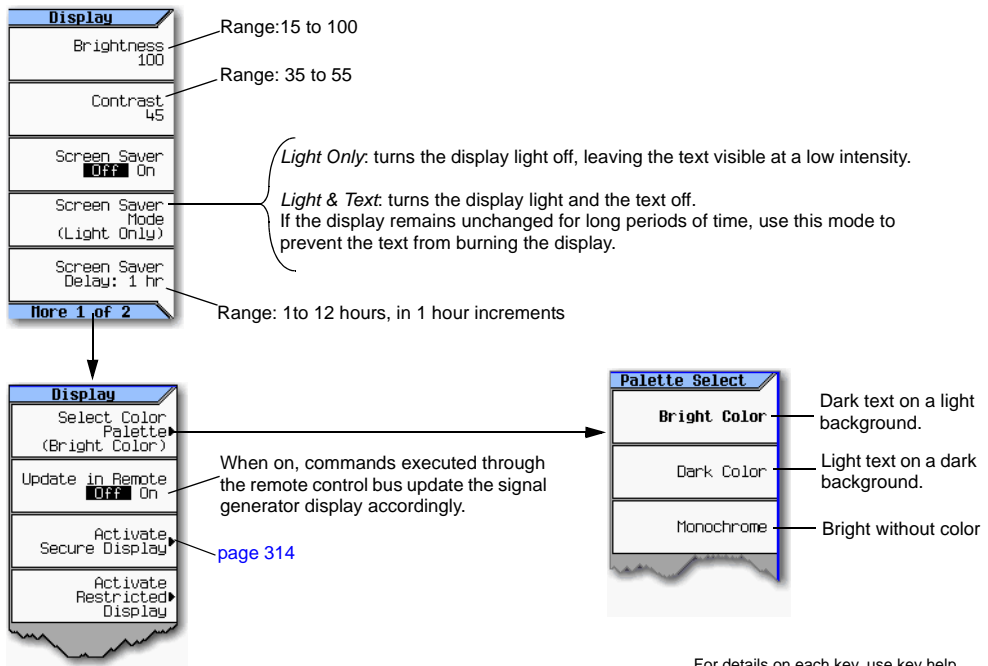 Display
Brightness
100
Range:15 to 100
Contrast
45
Range: 35 to 55
Screen Saver
Off On
Screen Saver
Mode
(Light Only)
Light Only: turns the display light off, leaving the text visible at a low intensity.
Light & Text: turns the display light and the text off.
If the display remains unchanged for long periods of time, use this mode to
prevent the text from burning the display.
Screen Saver
Delay: 1 hr
Range: 1to 12 hours, in 1 hour increments
More 1 of 2
Display
Select Color
Palette
(Bright Color)
Update in Remote
Off On
When on, commands executed through
the remote control bus update the signal
generator display accordingly.
Activate
Secure Display
page 314
Activate
Restricted
Display
Palette Select
Bright Color
Dark text on a light
background.
Dark Color
Light text on a dark
background.
Monochrome
Bright without color
For details on each key, use key help